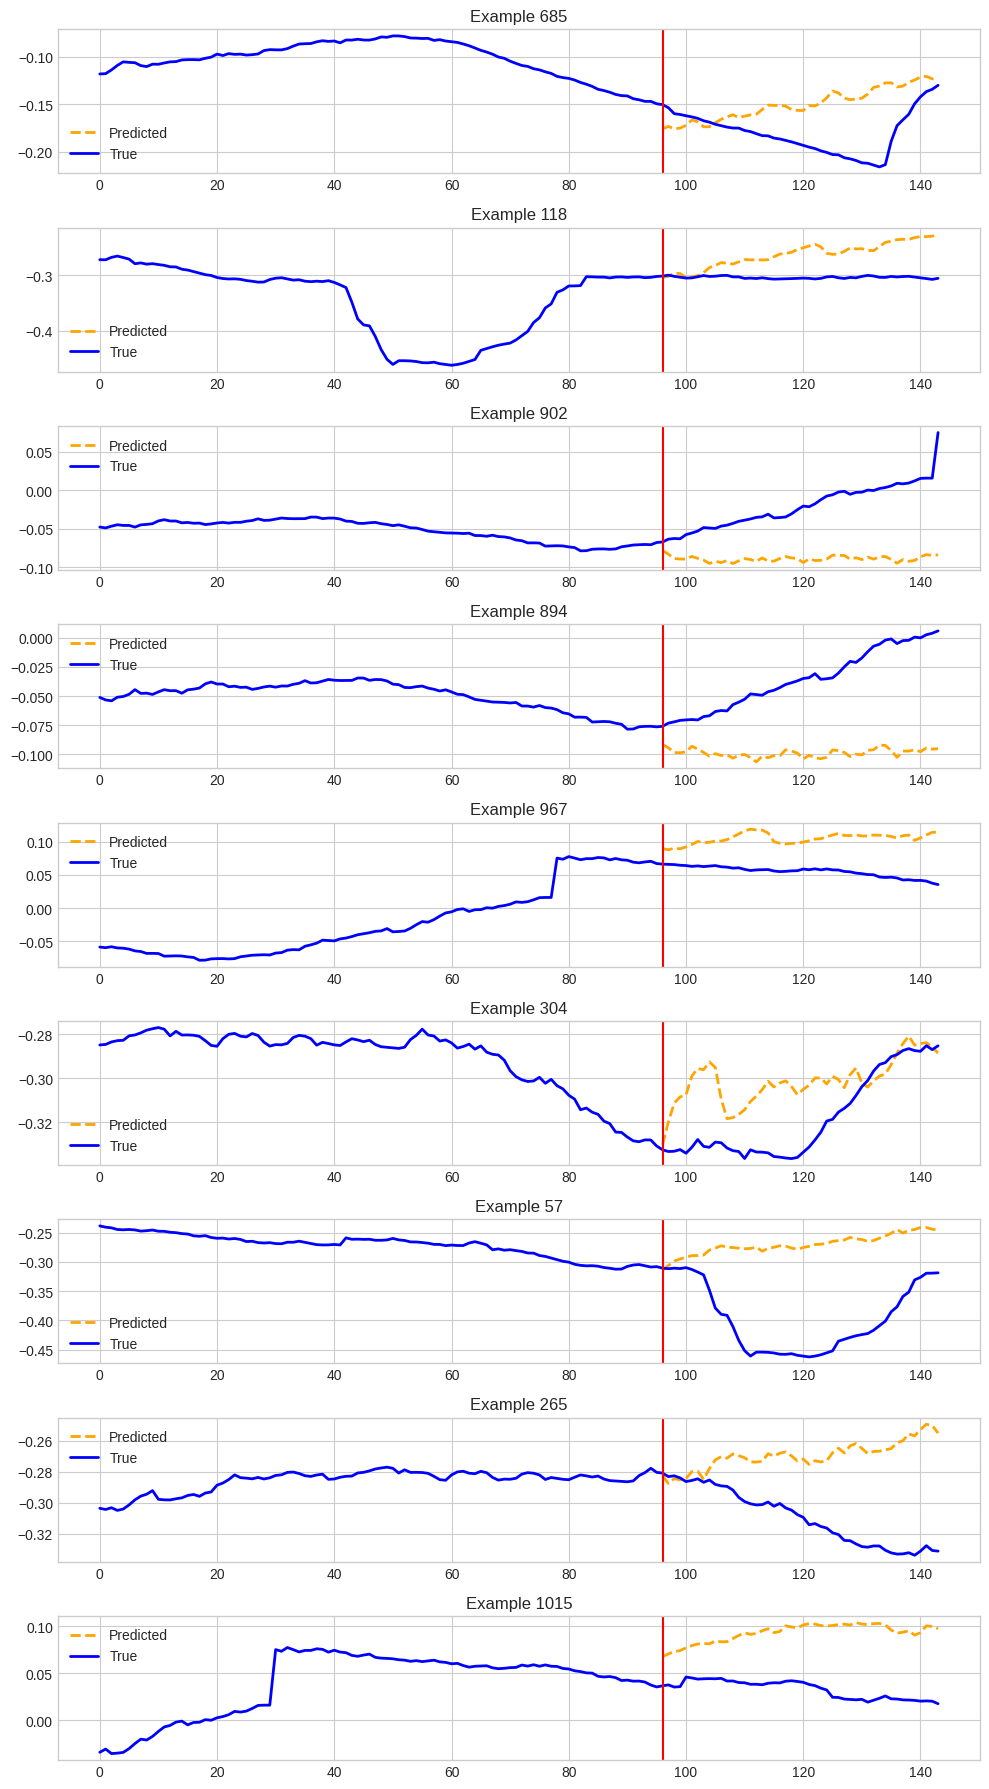 Example 685
−0.10
−0.15
−0.20
Predicted
True
0 20 40 60 80 100 120 140
Example 118
−0.3
−0.4
Predicted
True
0 20 40 60 80 100 120 140
Example 902
0.05
0.00
−0.05
−0.10
Predicted
True
0 20 40 60 80 100 120 140
Example 894
0.000
−0.025
−0.050
−0.075
−0.100
Predicted
True
0 20 40 60 80 100 120 140
Example 967
0.10
0.05
0.00
−0.05
Predicted
True
0 20 40 60 80 100 120 140
Example 304
−0.28
−0.30
−0.32
Predicted
True
0 20 40 60 80 100 120 140
Example 57
−0.25
−0.30
−0.35
−0.40
−0.45
Predicted
True
0 20 40 60 80 100 120 140
Example 265
−0.26
−0.28
−0.30
−0.32
Predicted
True
0 20 40 60 80 100 120 140
Example 1015
0.10
0.05
0.00
Predicted
True
0 20 40 60 80 100 120 140